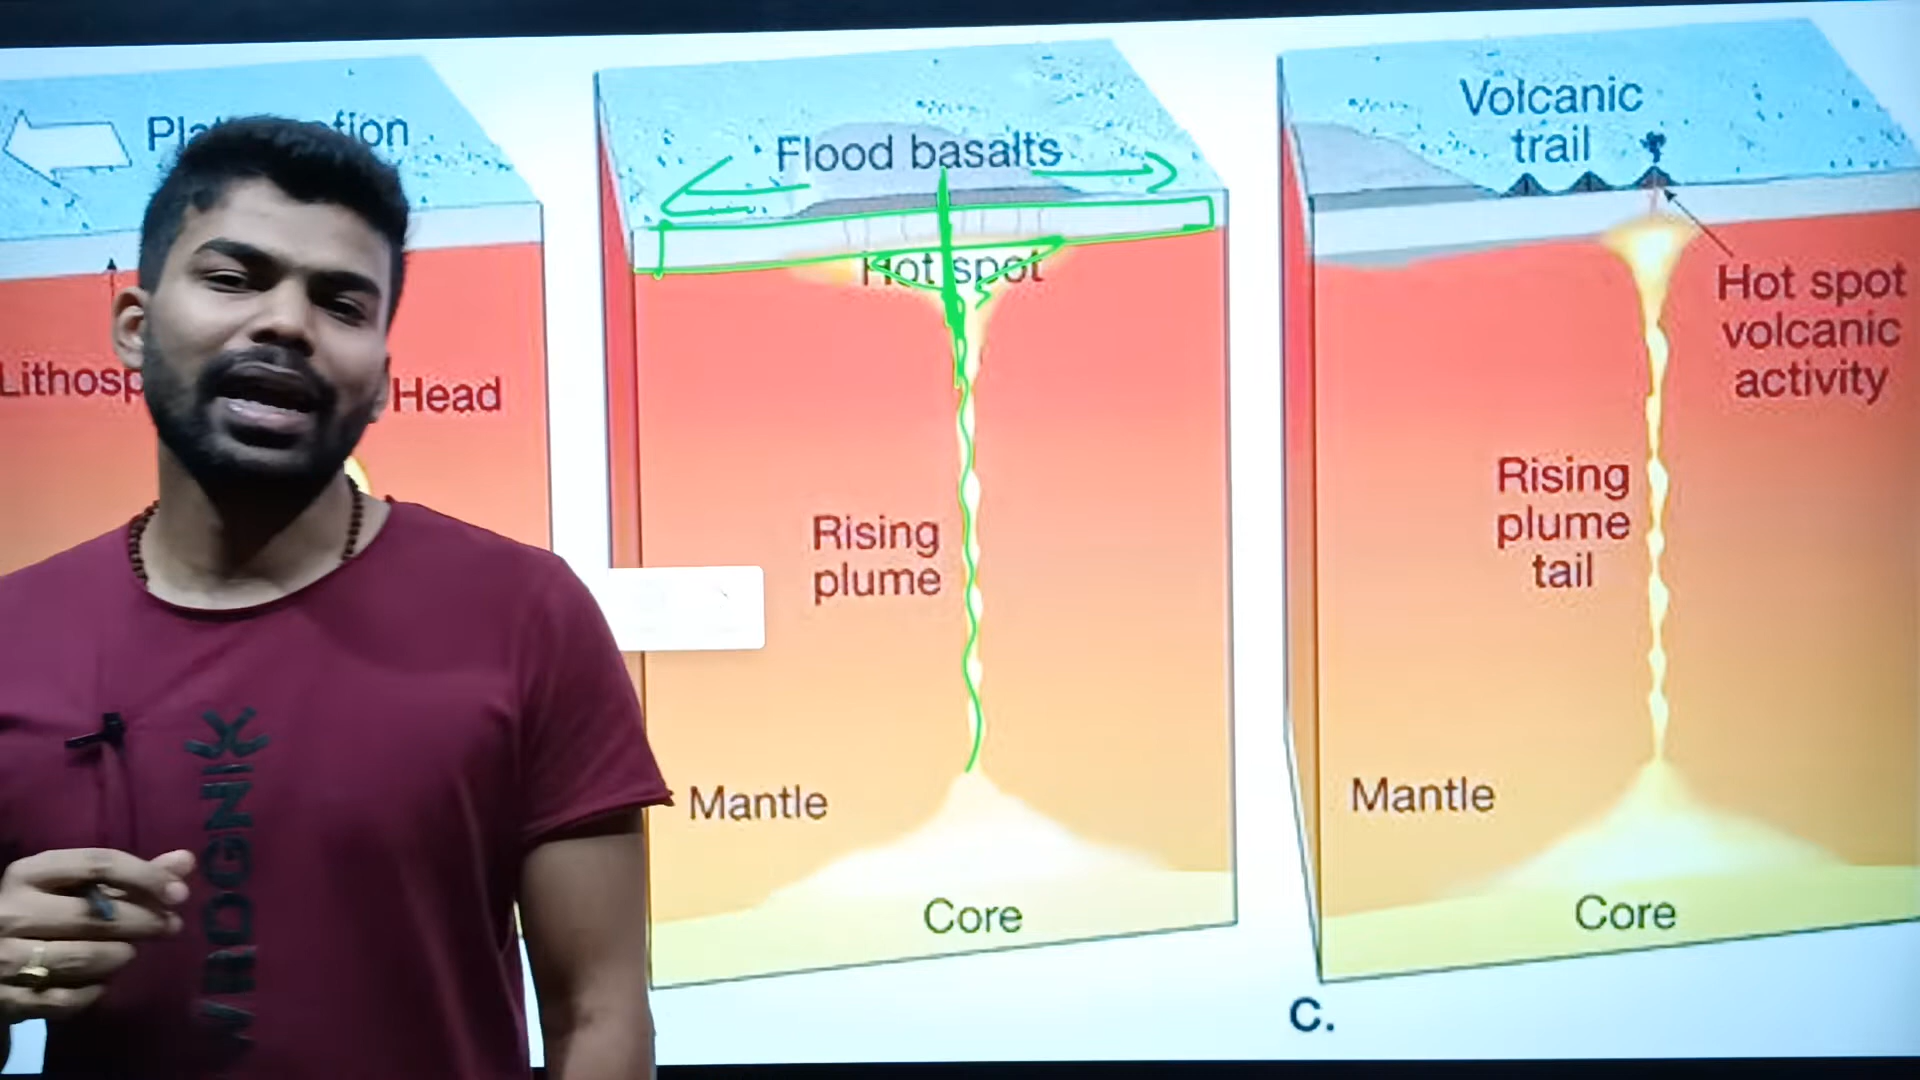 Head
Flood basalts
Hot spot
Rising
plume
Mantle
Core
Volcanic
trail
Hot spot
volcanic
activity
Rising
plume
tail
Mantle
Core
C.